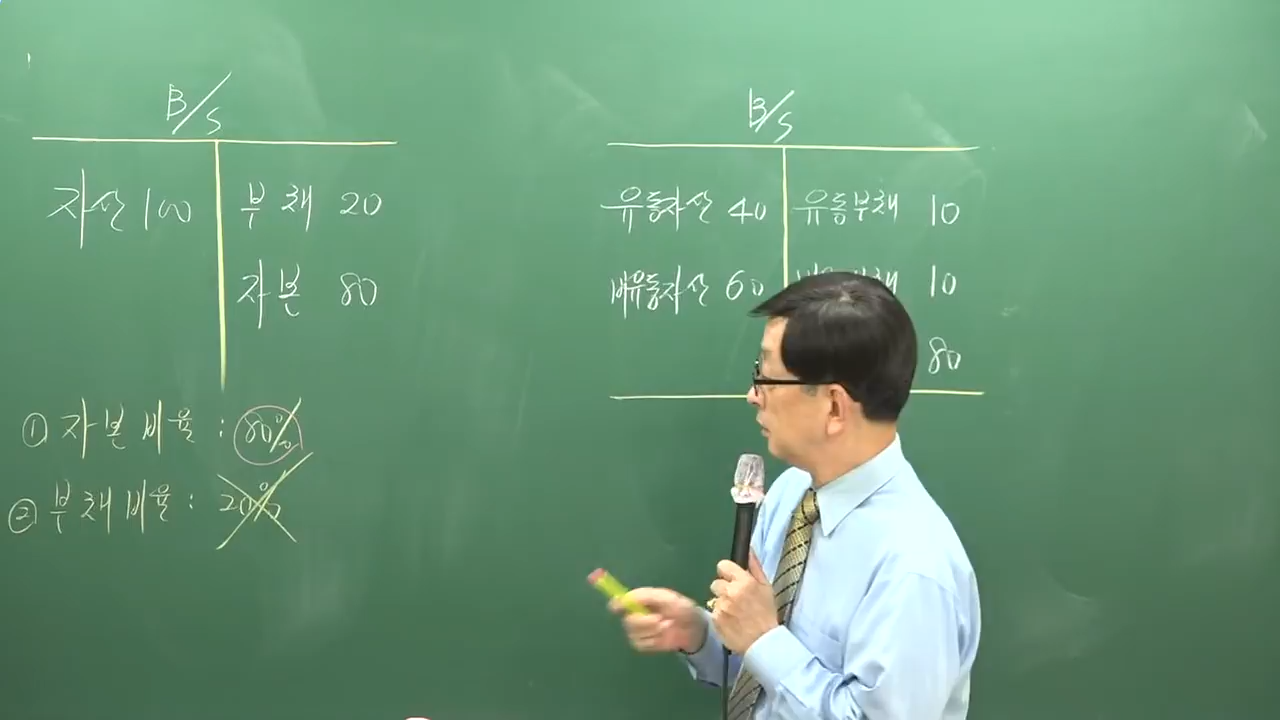 B/S
자산 100 부채 20
자본 80
① 자본비율 : 80%
② 부채비율 : 20%
B/S
유동자산 40 유동부채 10
비유동자산 60 10
80